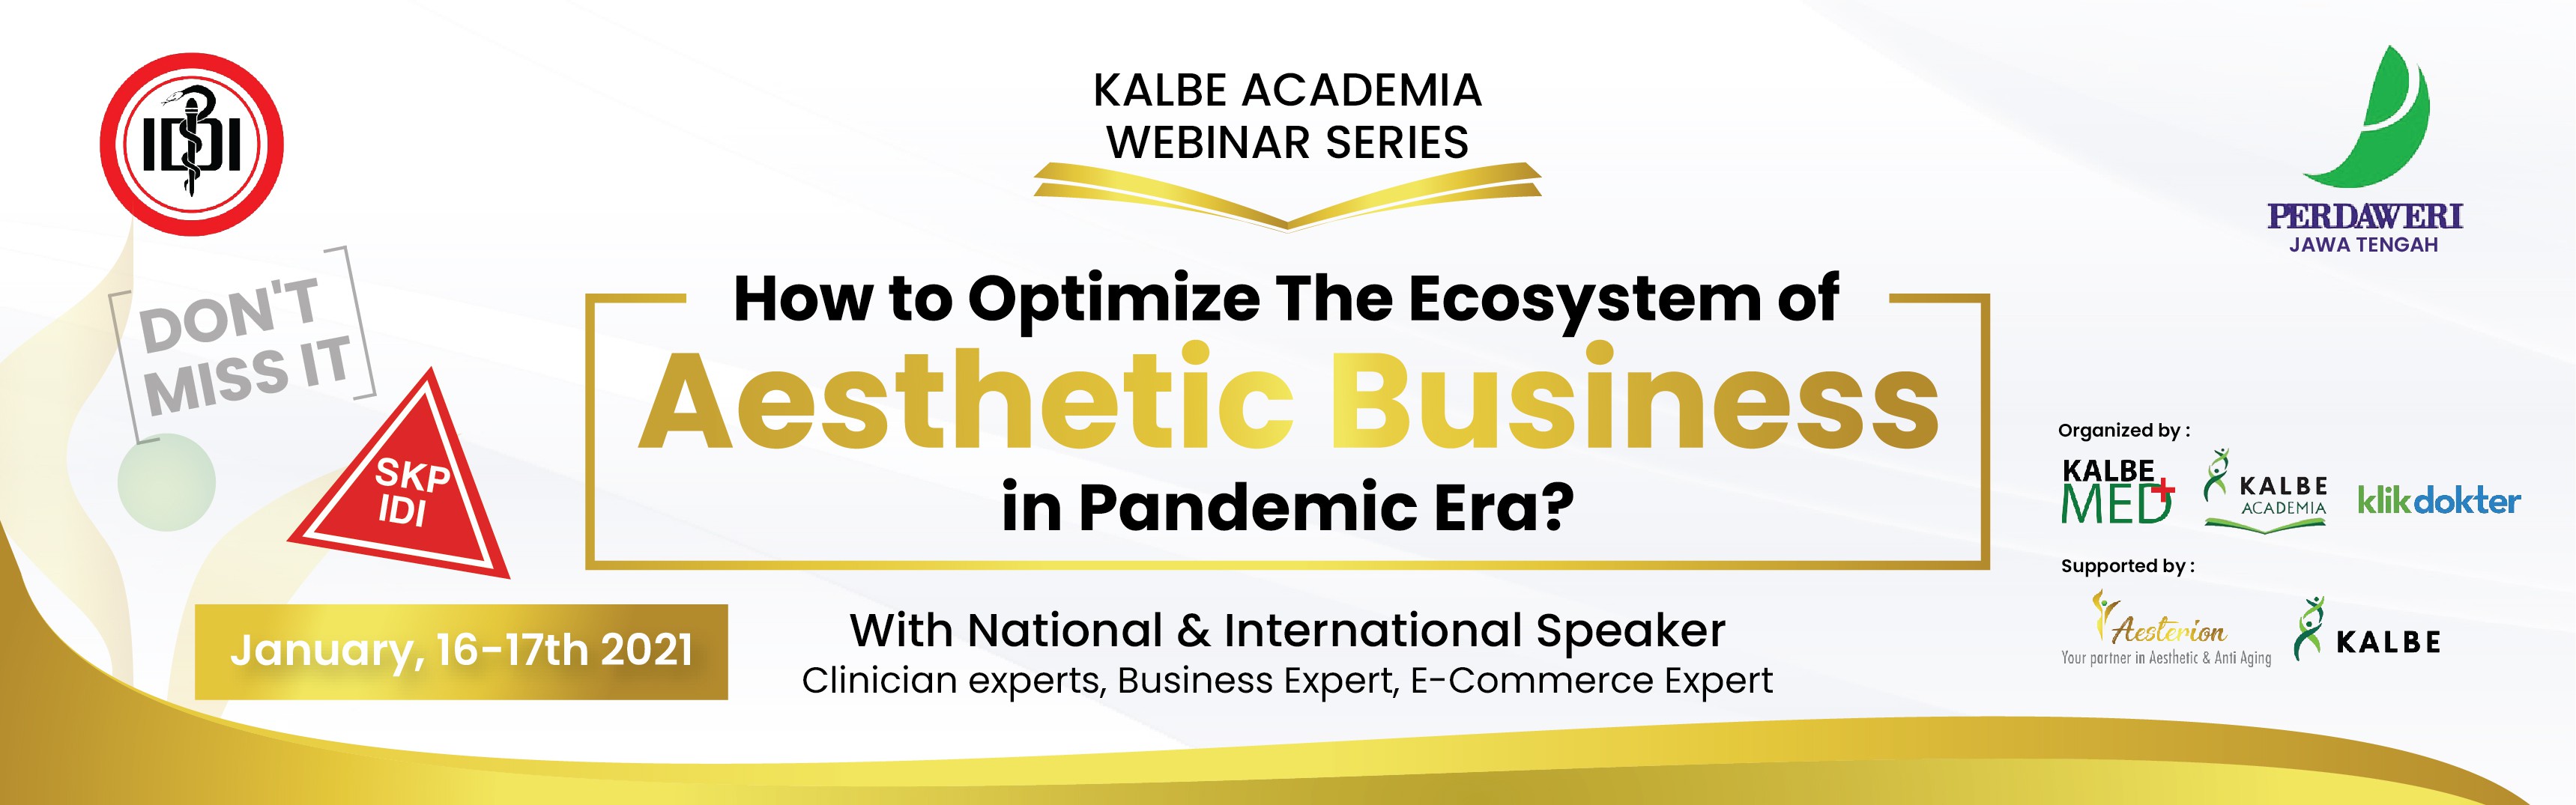 IDI
KALBE ACADEMIA
WEBINAR SERIES
PERDAWERI
JAWA TENGAH
DON'T
MISS IT
SKP
IDI
How to Optimize The Ecosystem of
Aesthetic Business
in Pandemic Era?
January, 16-17th 2021
With National & International Speaker
Clinician experts, Business Expert, E-Commerce Expert
Organized by :
KALBE
MED
KALBE
ACADEMIA
klikdokter
Supported by :
Aesterion
Your partner in Aesthetic & Anti Aging
KALBE